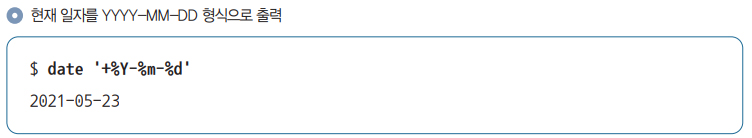 현재 일자를 YYYY-MM-DD 형식으로 출력
$ date '+%Y-%m-%d'
2021-05-23